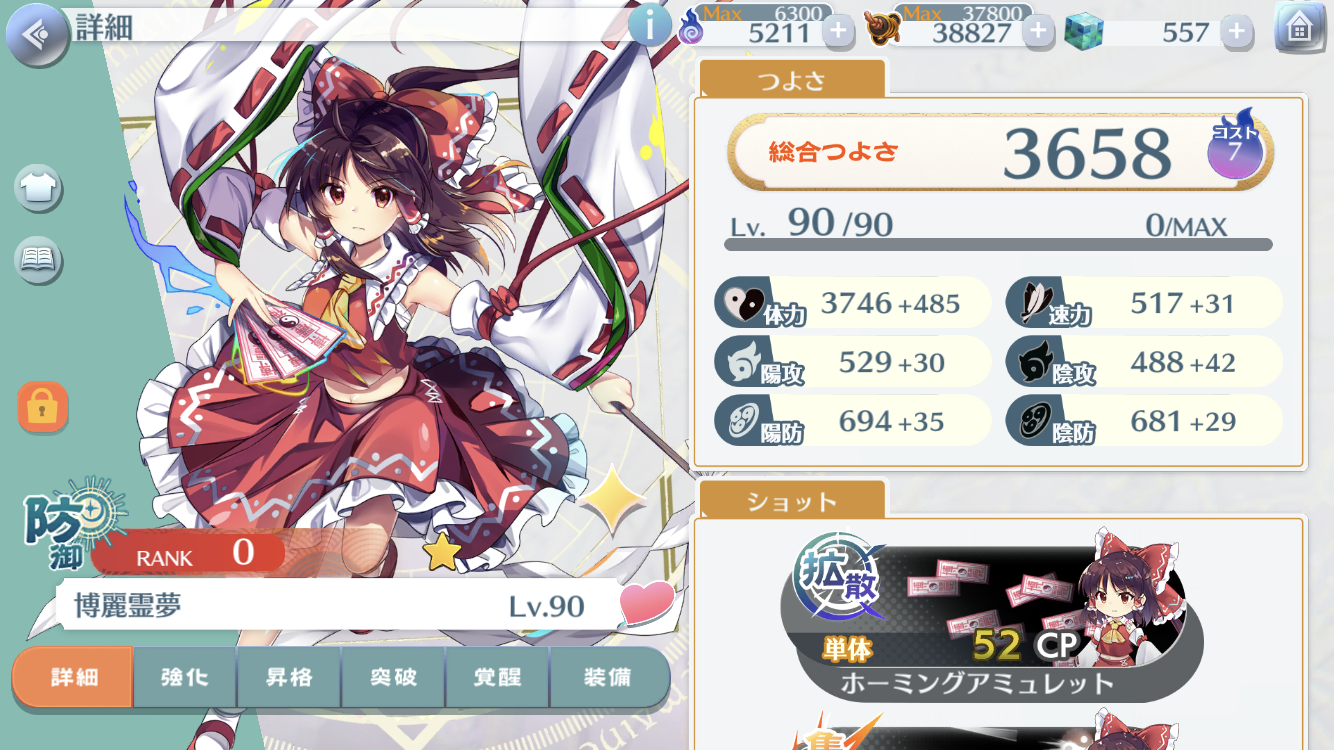 詳細
i
Max 6300
5211 +
Max 37800
38827 +
557 +
つよさ
総合つよさ 3658
コスト
7
Lv. 90 /90 0/MAX
体力 3746 +485
速力 517 +31
陽攻 529 +30
陰攻 488 +42
陽防 694 +35
陰防 681 +29
防御
RANK 0
博麗霊夢 Lv.90
詳細 強化 昇格 突破 覚醒 装備
ショット
拡散
単体 52 CP
ホーミングアミュレット
集